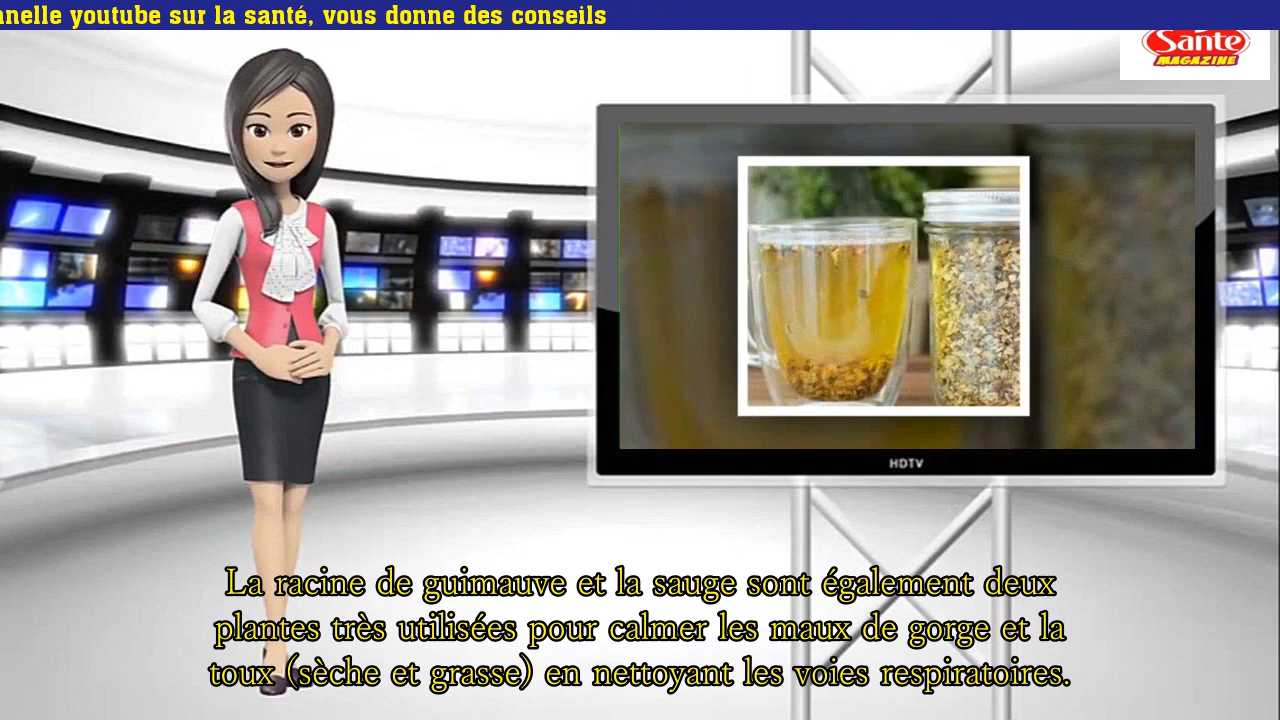 nnelle youtube sur la santé, vous donne des conseils
Santé
MAGAZINE
HDTV
La racine de guimauve et la sauge sont également deux
plantes très utilisées pour calmer les maux de gorge et la
toux (sèche et grasse) en nettoyant les voies respiratoires.